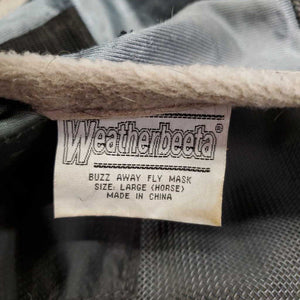 Weatherbeeta®
BUZZ AWAY FLY MASK
SIZE: LARGE (HORSE)
MADE IN CHINA